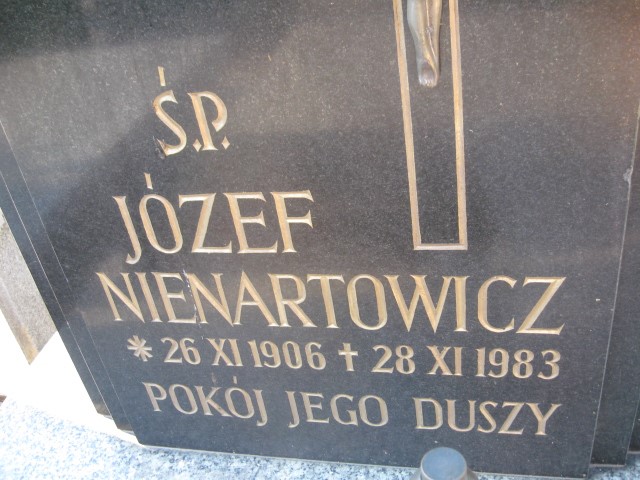 Ś.P.
JÓZEF
NIENARTOWICZ
* 26 XI 1906 † 28 XI 1983
POKÓJ JEGO DUSZY